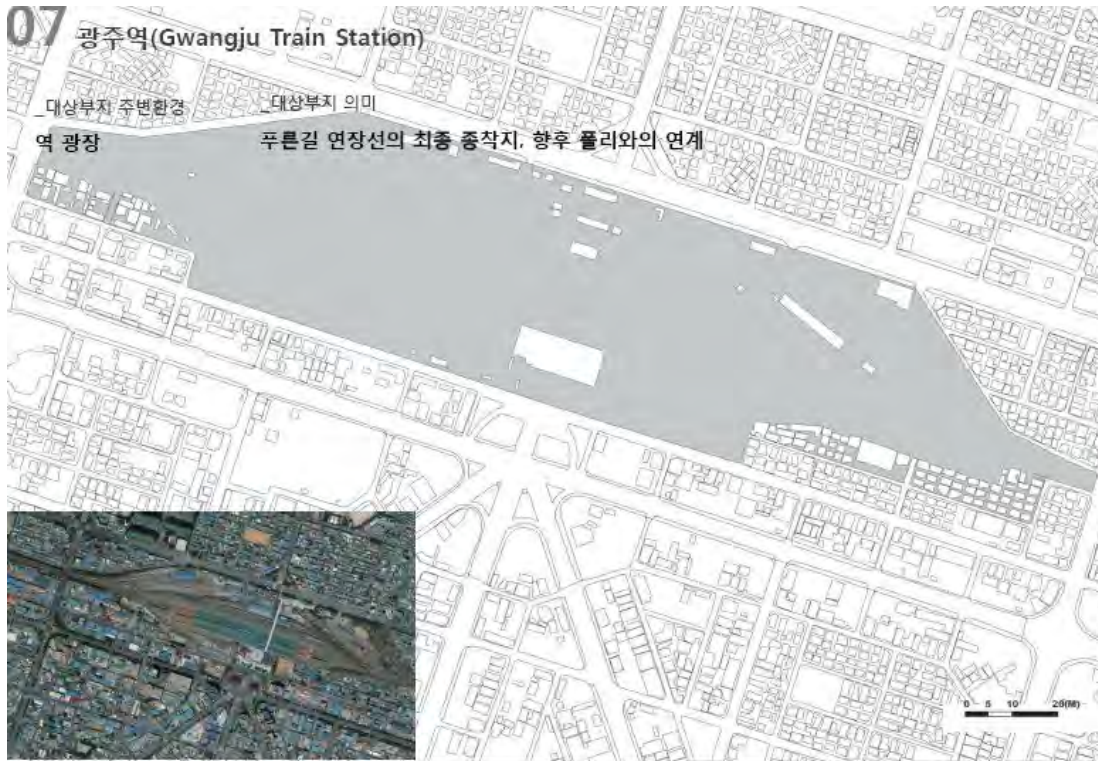 07 광주역(Gwangju Train Station)
_대상부지 주변환경
역 광장
_대상부지 의미
푸른길 연장선의 최종 종착지, 향후 폴리와의 연계
0 5 10 20(M)